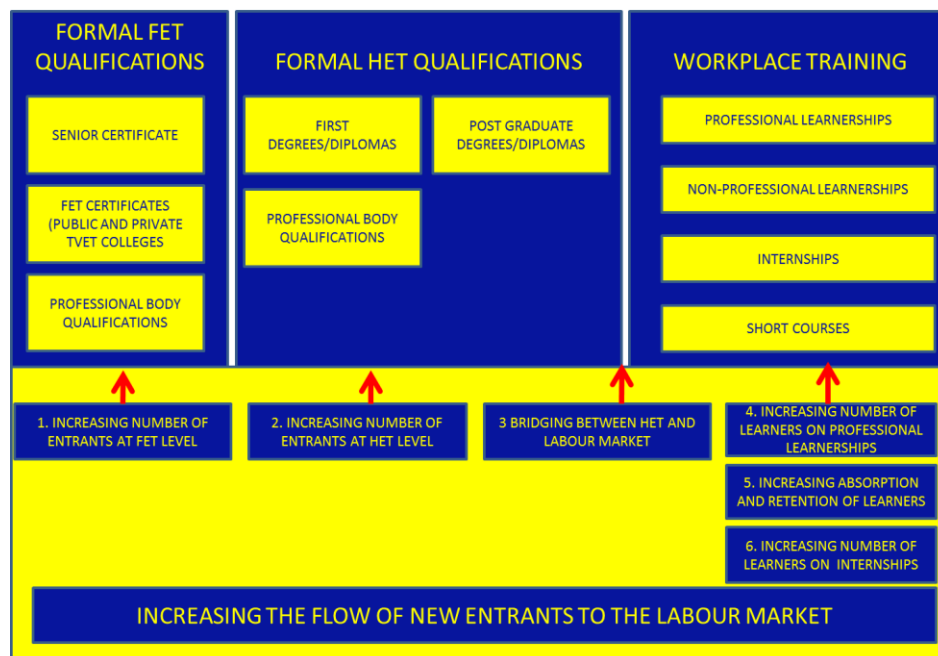 FORMAL FET
QUALIFICATIONS
SENIOR CERTIFICATE
FET CERTIFICATES
(PUBLIC AND PRIVATE
TVET COLLEGES
PROFESSIONAL BODY
QUALIFICATIONS
FORMAL HET QUALIFICATIONS
FIRST
DEGREES/DIPLOMAS
POST GRADUATE
DEGREES/DIPLOMAS
PROFESSIONAL BODY
QUALIFICATIONS
WORKPLACE TRAINING
PROFESSIONAL LEARNERSHIPS
NON-PROFESSIONAL LEARNERSHIPS
INTERNSHIPS
SHORT COURSES
1. INCREASING NUMBER OF
ENTRANTS AT FET LEVEL
2. INCREASING NUMBER OF
ENTRANTS AT HET LEVEL
3 BRIDGING BETWEEN HET AND
LABOUR MARKET
4. INCREASING NUMBER OF
LEARNERS ON PROFESSIONAL
LEARNERSHIPS
5. INCREASING ABSORPTION
AND RETENTION OF LEARNERS
6. INCREASING NUMBER OF
LEARNERS ON INTERNSHIPS
INCREASING THE FLOW OF NEW ENTRANTS TO THE LABOUR MARKET